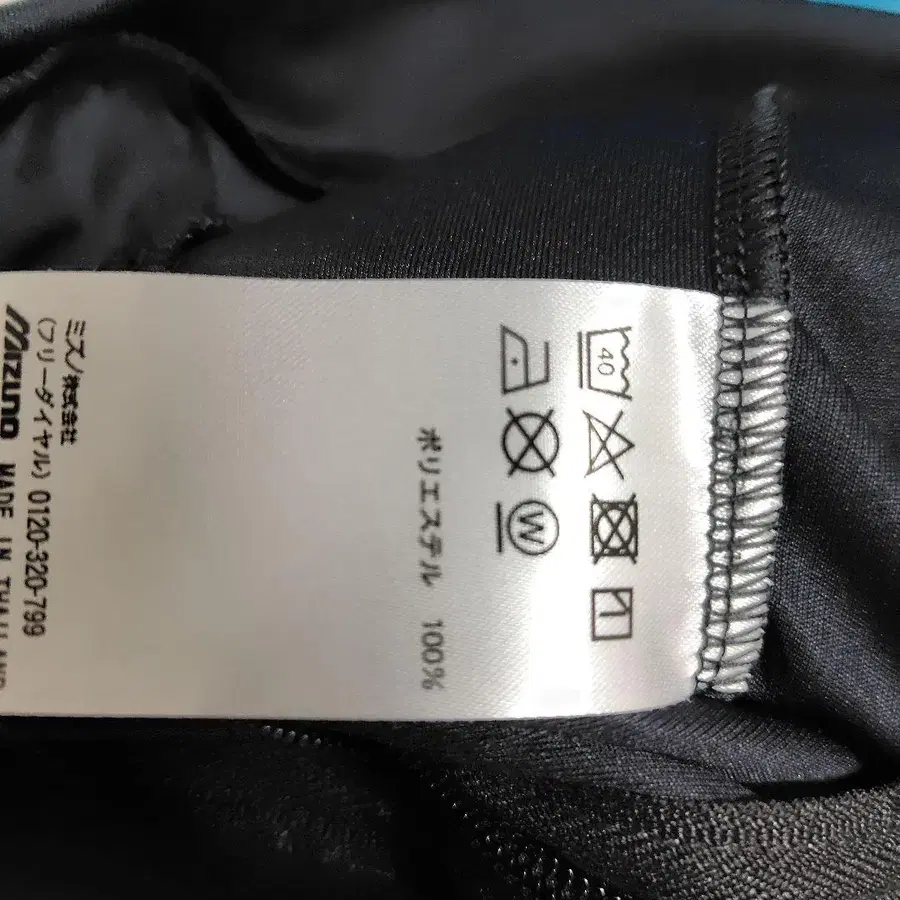 40
W
ポリエステル 100%
ミズノ株式会社
(フリーダイヤル) 0120-320-799
MIZUNO MADE IN THAILAND